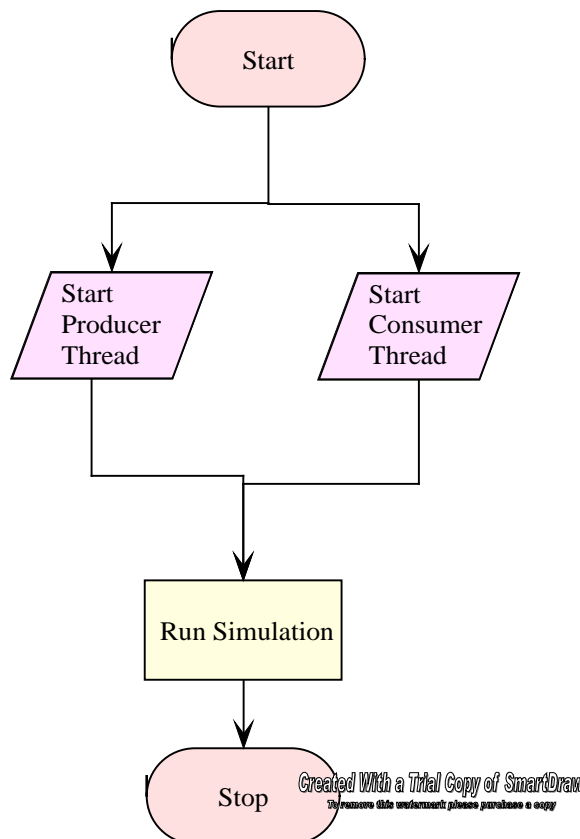 Start
Start
Producer
Thread
Start
Consumer
Thread
Run Simulation
Stop
Created With a Trial Copy of SmartDraw
To remove this watermark please purchase a copy